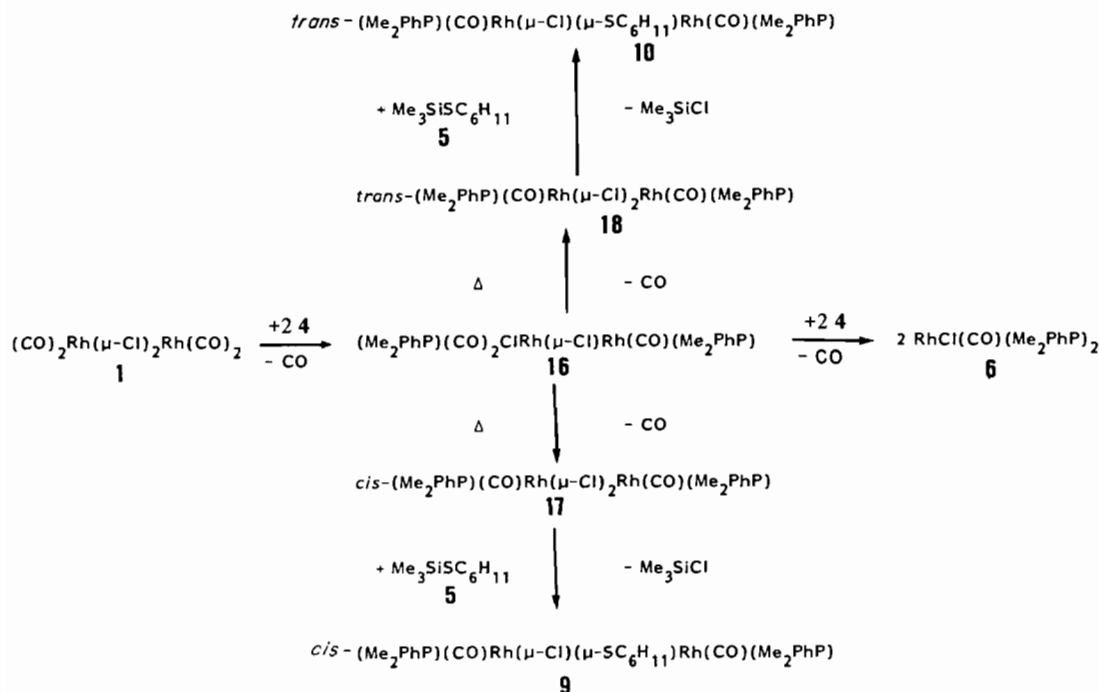 trans-(Me₂PhP)(CO)Rh(μ-Cl)(μ-SC₆H₁₁)Rh(CO)(Me₂PhP)
10
+ Me₃SiSC₆H₁₁ - Me₃SiCl
5
trans-(Me₂PhP)(CO)Rh(μ-Cl)₂Rh(CO)(Me₂PhP)
18
Δ - CO
(CO)₂Rh(μ-Cl)₂Rh(CO)₂ +2 4 - CO (Me₂PhP)(CO)₂ClRh(μ-Cl)Rh(CO)(Me₂PhP) +2 4 - CO 2 RhCl(CO)(Me₂PhP)₂
1 16 6
Δ - CO
cis-(Me₂PhP)(CO)Rh(μ-Cl)₂Rh(CO)(Me₂PhP)
17
+ Me₃SiSC₆H₁₁ - Me₃SiCl
5
cis-(Me₂PhP)(CO)Rh(μ-Cl)(μ-SC₆H₁₁)Rh(CO)(Me₂PhP)
9